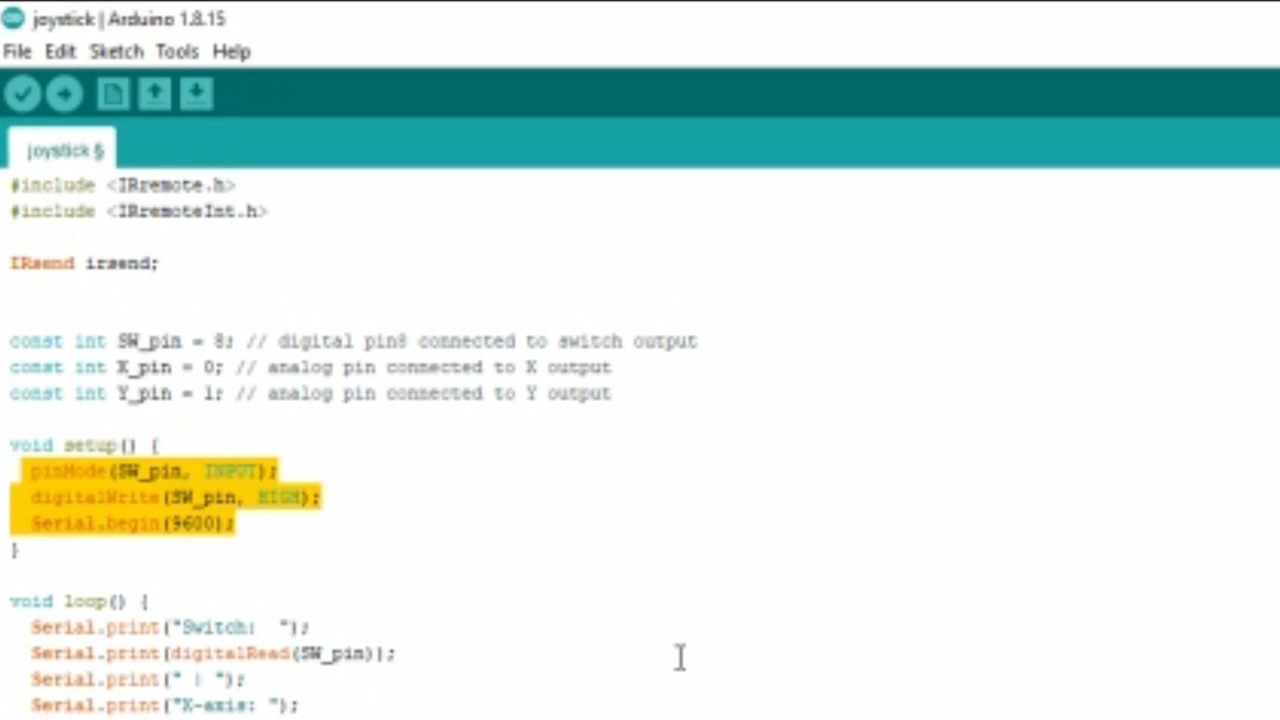 joystick | Arduino 1.8.15
File Edit Sketch Tools Help
joystick §
#include <IRremote.h>
#include <IRremoteInt.h>
IRsend irsend;
const int SW_pin = 8; // digital pin8 connected to switch output
const int X_pin = 0; // analog pin connected to X output
const int Y_pin = 1; // analog pin connected to Y output
void setup() {
pinMode(SW_pin, INPUT);
digitalWrite(SW_pin, HIGH);
Serial.begin(9600);
}
void loop() {
Serial.print("Switch:  ");
Serial.print(digitalRead(SW_pin));
Serial.print(" | ");
Serial.print("X-axis: ");